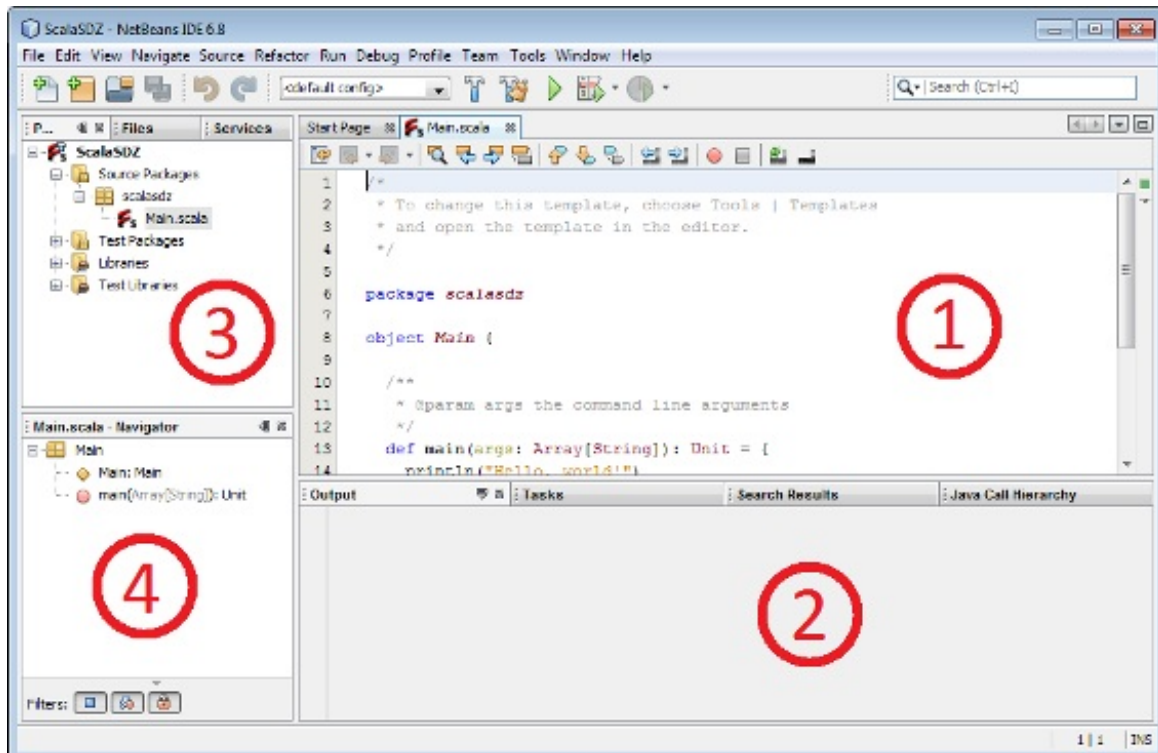 ScalaSDZ - NetBeans IDE 6.8
File Edit View Navigate Source Refactor Run Debug Profile Team Tools Window Help
<default config>
Search (Ctrl+I)
P... Files Services
ScalaSDZ
Source Packages
scalasdz
Main.scala
Test Packages
Libraries
Test Libraries
3
Start Page Main.scala
1 /*
2 * To change this template, choose Tools | Templates
3 * and open the template in the editor.
4 */
5
6 package scalasdz
7
8 object Main {
9
10 /**
11 * @param args the command line arguments
12 */
13 def main(args: Array[String]): Unit = {
14 println("Hello, world!")
1
Main.scala - Navigator
Main
Main: Main
main(Array[String]): Unit
4
Filters:
Output Tasks Search Results Java Call Hierarchy
2
1 | 1 INS